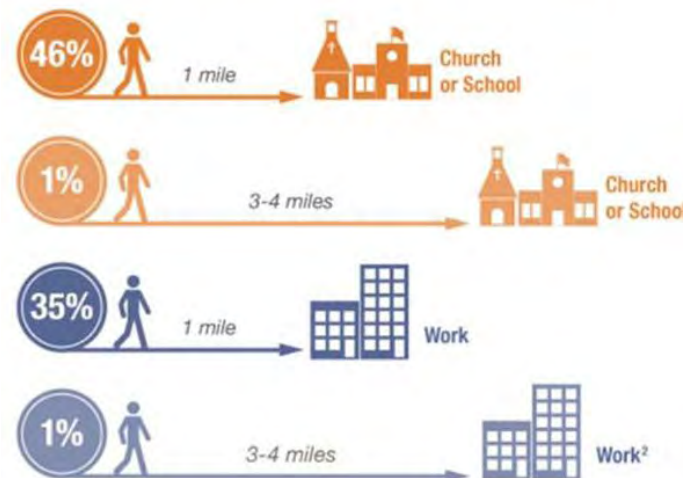 46%
1 mile
Church
or School
1%
3-4 miles
Church
or School
35%
1 mile
Work
1%
3-4 miles
Work²